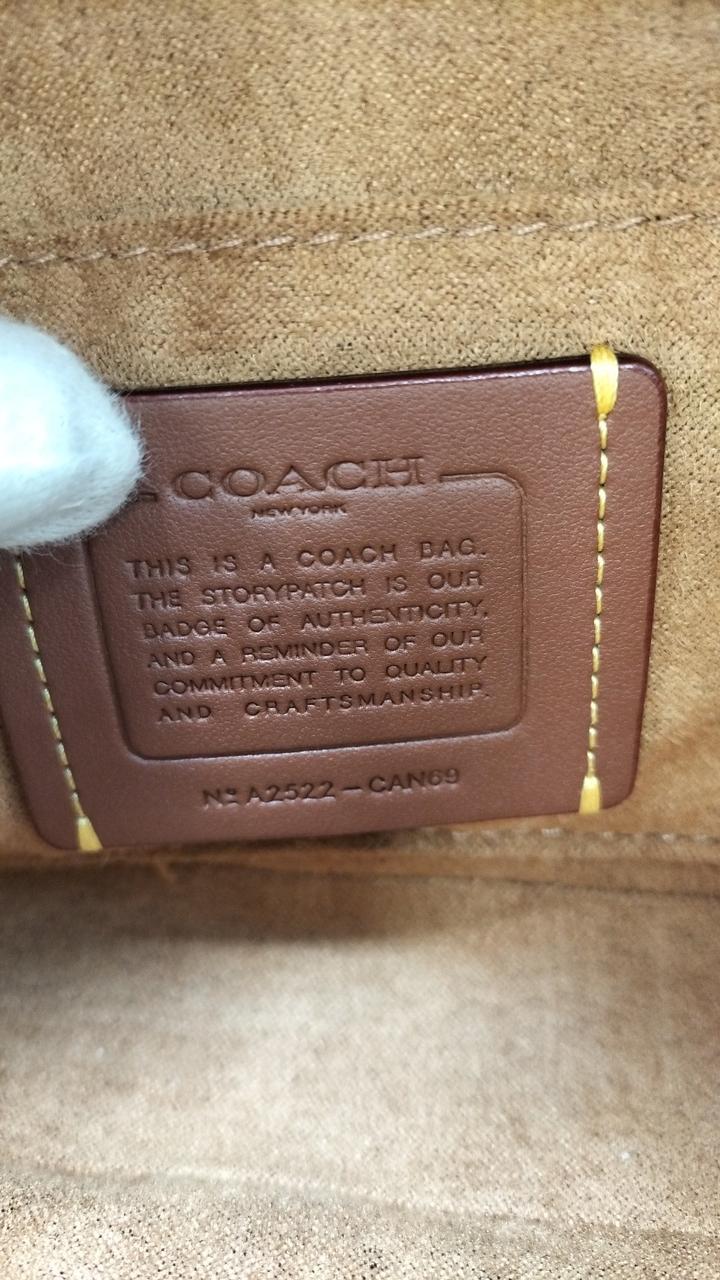 COACH
NEW YORK
THIS IS A COACH BAG.
THE STORYPATCH IS OUR
BADGE OF AUTHENTICITY,
AND A REMINDER OF OUR
COMMITMENT TO QUALITY
AND CRAFTSMANSHIP.
Nº A2522-CAN69